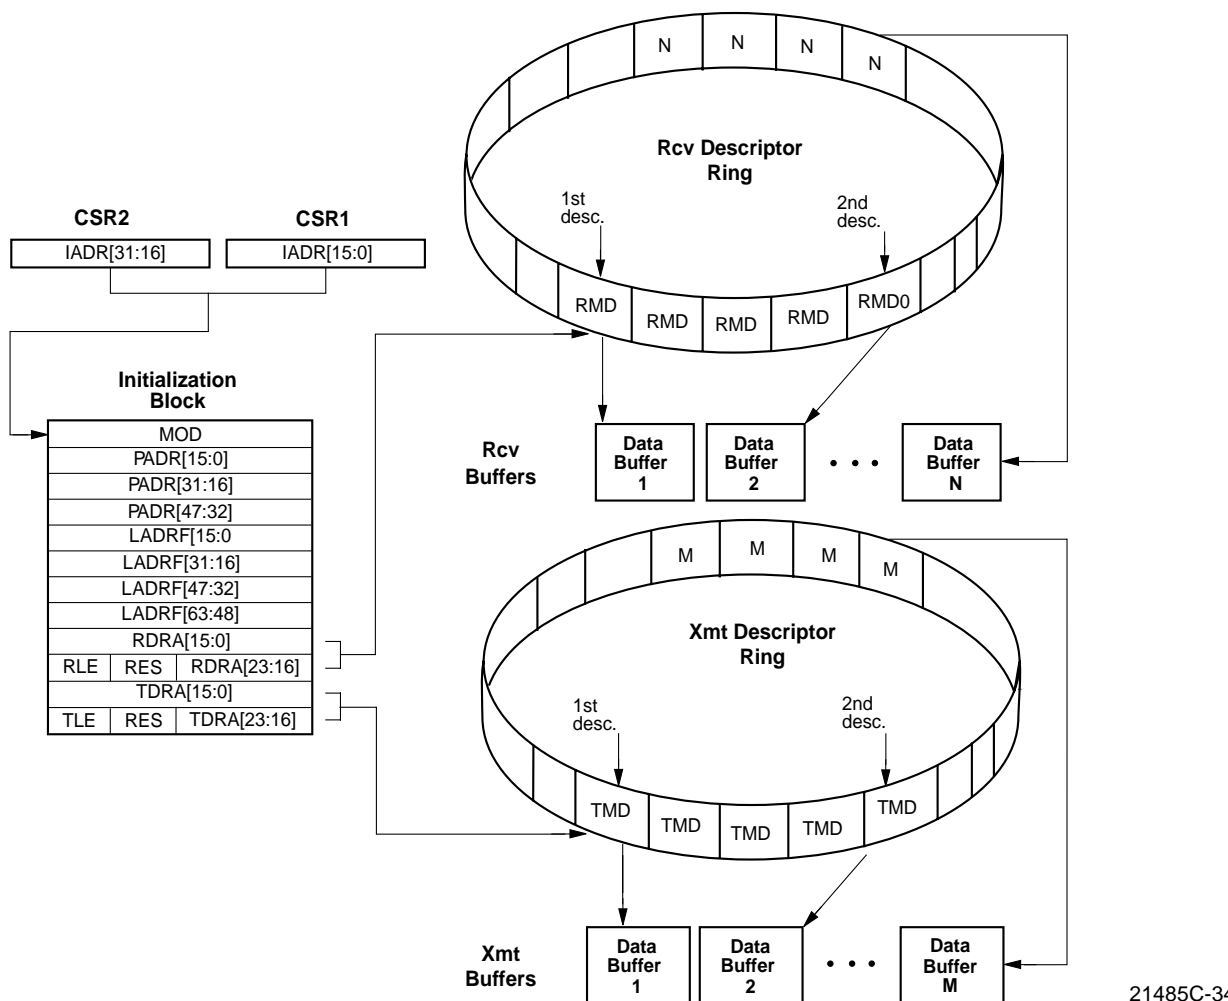 N N N N
Rcv Descriptor
Ring
1st
desc.
2nd
desc.
CSR2 CSR1
IADR[31:16] IADR[15:0]
RMD RMD RMD RMD RMD0
Initialization
Block
MOD
PADR[15:0]
PADR[31:16]
PADR[47:32]
LADRF[15:0
LADRF[31:16]
LADRF[47:32]
LADRF[63:48]
RDRA[15:0]
RLE RES RDRA[23:16]
TDRA[15:0]
TLE RES TDRA[23:16]
Rcv
Buffers
Data
Buffer
1
Data
Buffer
2
• • •
Data
Buffer
N
M M M M
Xmt Descriptor
Ring
1st
desc.
2nd
desc.
TMD TMD TMD TMD TMD
Xmt
Buffers
Data
Buffer
1
Data
Buffer
2
• • •
Data
Buffer
M
21485C-34